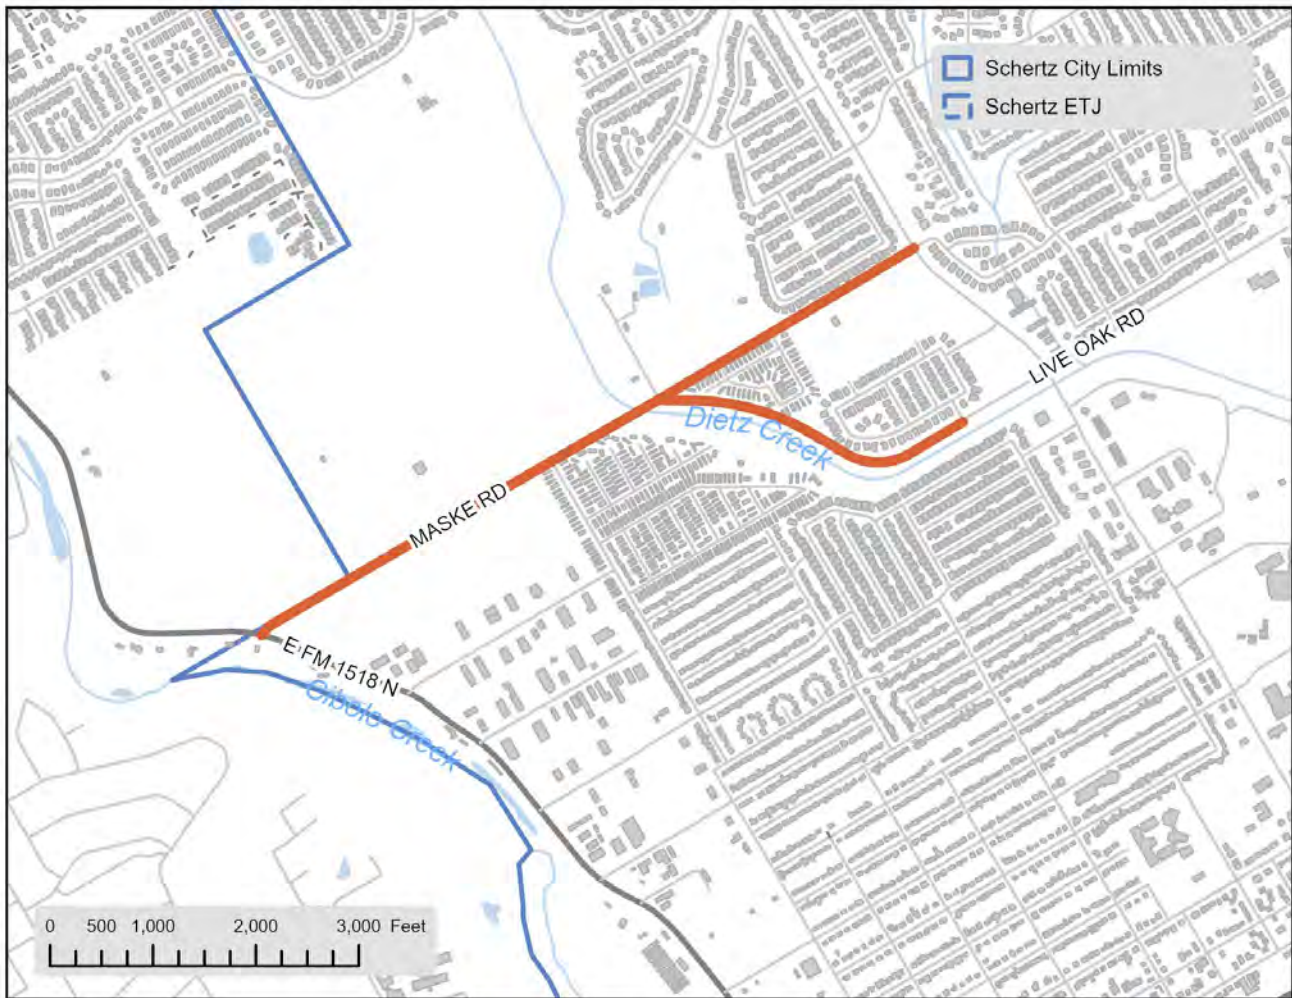 Schertz City Limits
Schertz ETJ
LIVE OAK RD
Dietz Creek
MASKE RD
E FM 1518 N
Cibolo Creek
0 500 1,000 2,000 3,000 Feet